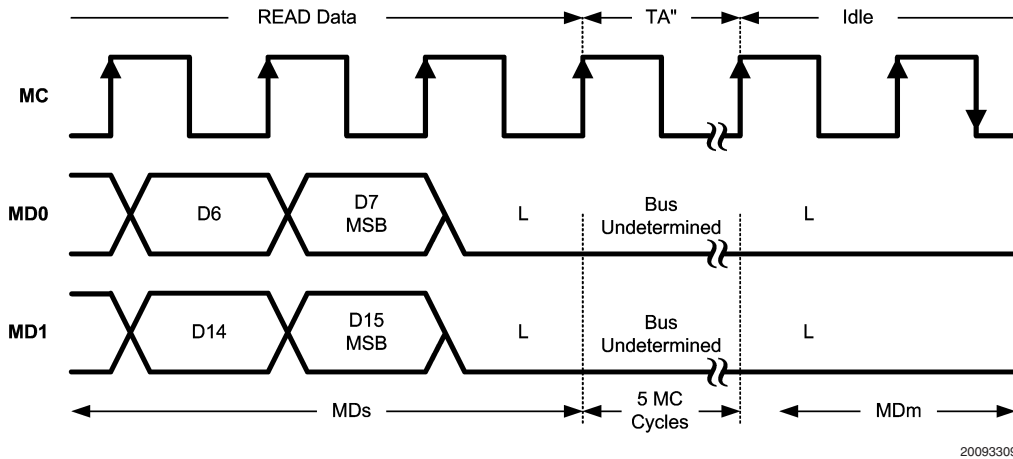 READ Data
TA"
Idle
MC
MD0
D6
D7
MSB
L
Bus
Undetermined
L
MD1
D14
D15
MSB
L
Bus
Undetermined
L
MDs
5 MC
Cycles
MDm
20093309